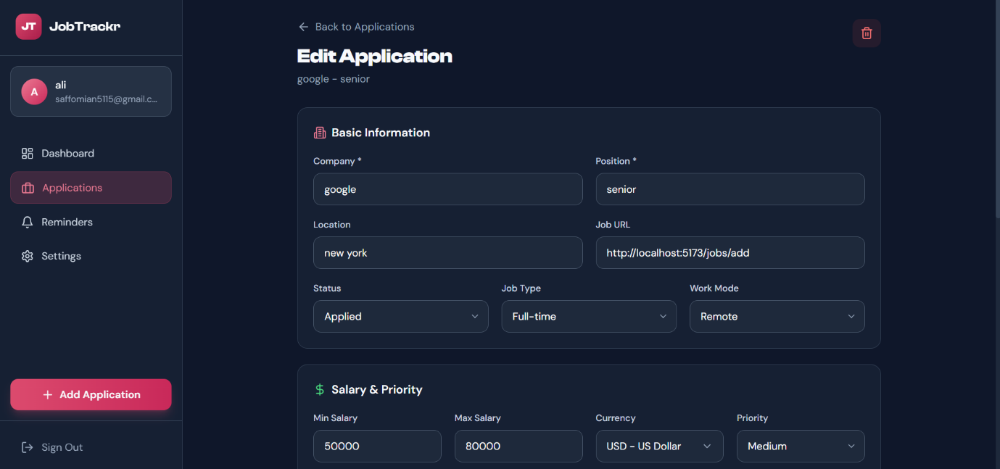 JT JobTrackr
A
ali
saffomian5115@gmail.c...
Dashboard
Applications
Reminders
Settings
+ Add Application
Sign Out
← Back to Applications
Edit Application
google - senior
Basic Information
Company * Position *
google senior
Location Job URL
new york http://localhost:5173/jobs/add
Status Job Type Work Mode
Applied Full-time Remote
$ Salary & Priority
Min Salary Max Salary Currency Priority
50000 80000 USD - US Dollar Medium